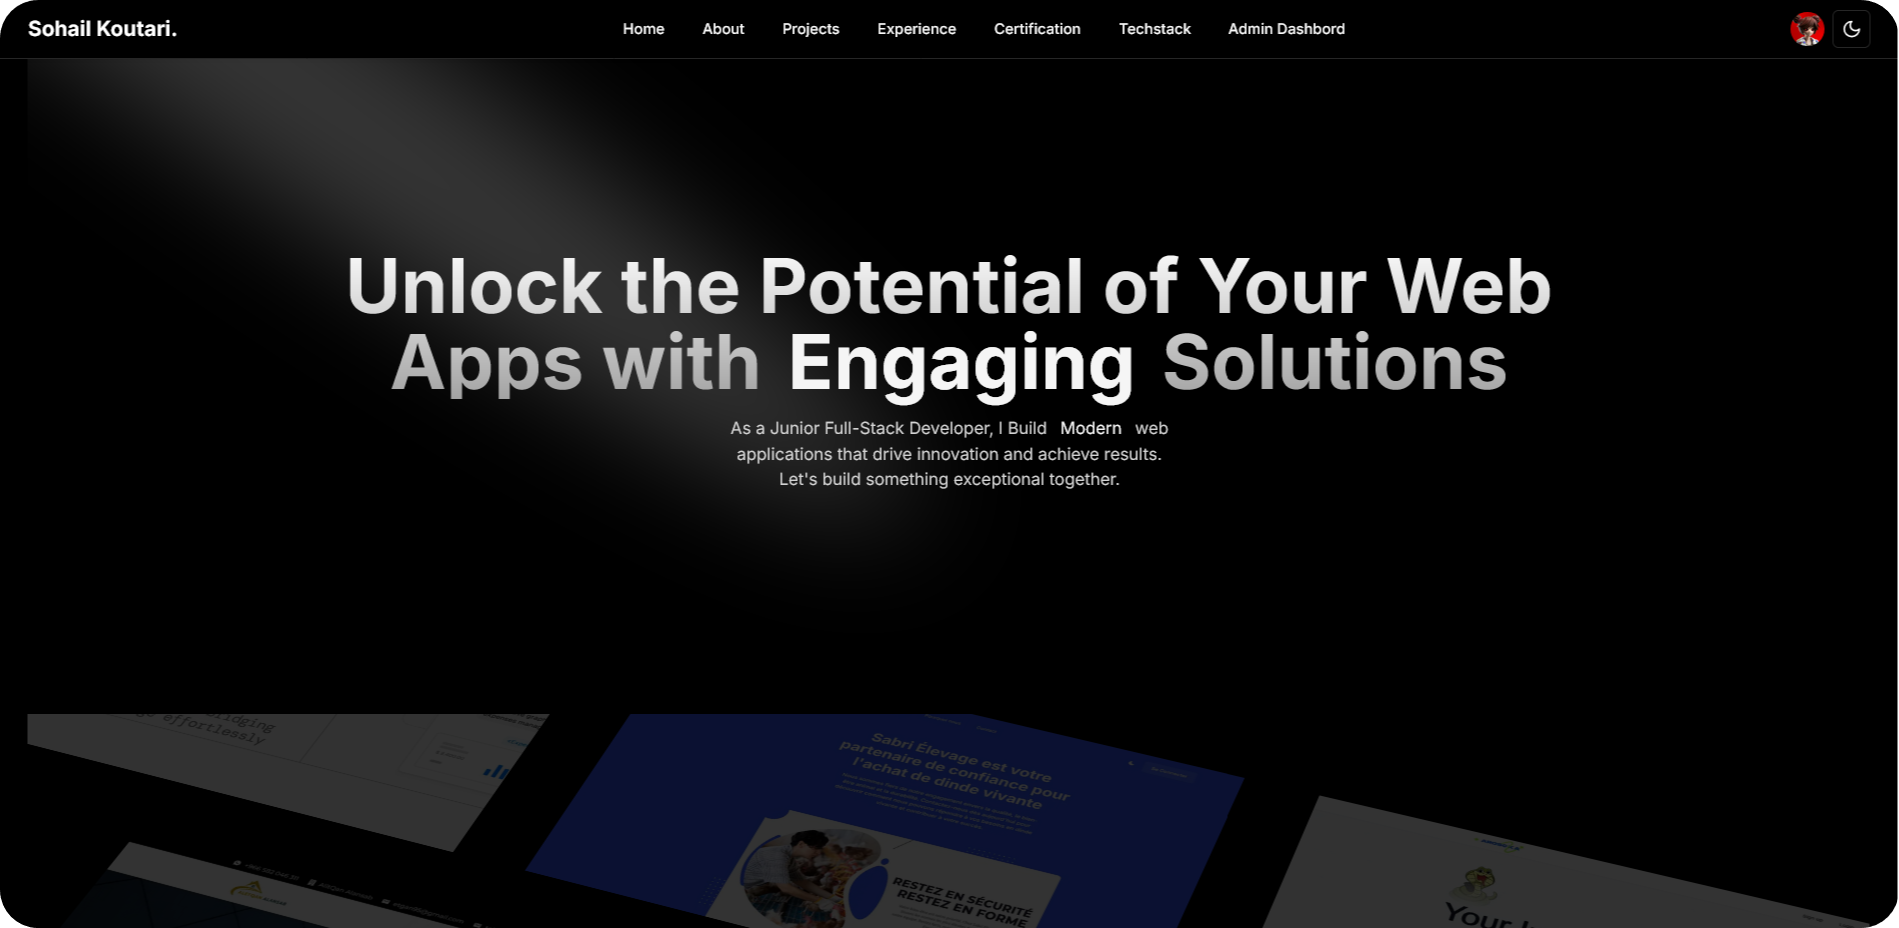 Sohail Koutari.
Home
About
Projects
Experience
Certification
Techstack
Admin Dashbord
Unlock the Potential of Your Web
Apps with Engaging Solutions
As a Junior Full-Stack Developer, I Build Modern web
applications that drive innovation and achieve results.
Let's build something exceptional together.
effortlessly
Sabri Élevage est votre
partenaire de confiance pour
l'achat de dinde vivante
RESTEZ EN SÉCURITÉ
RESTEZ EN FORME
Your